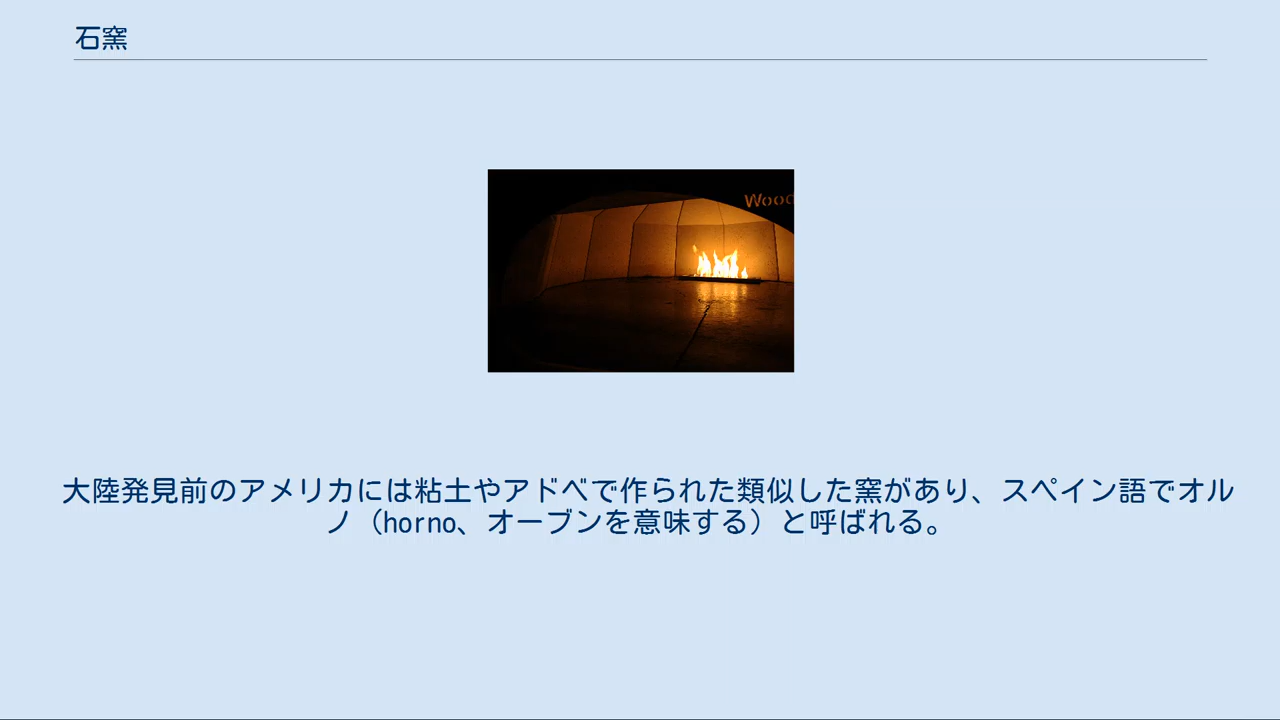 石窯
Wood
大陸発見前のアメリカには粘土やアドベで作られた類似した窯があり、スペイン語でオル
ノ（horno、オーブンを意味する）と呼ばれる。